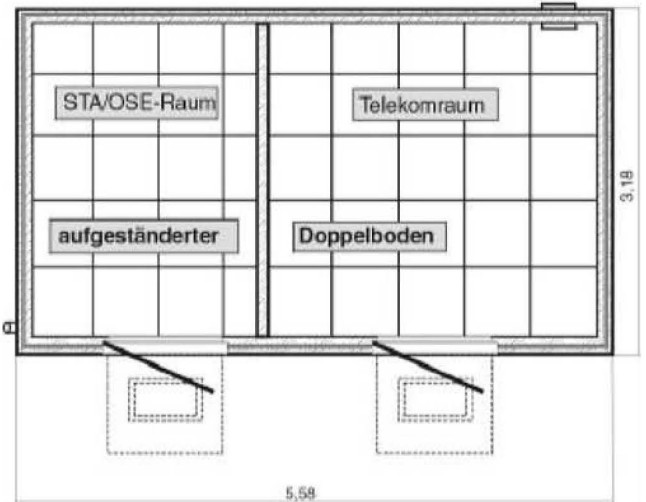 STA/OSE-Raum
Telekomraum
aufgeständerter
Doppelboden
3,18
5,58